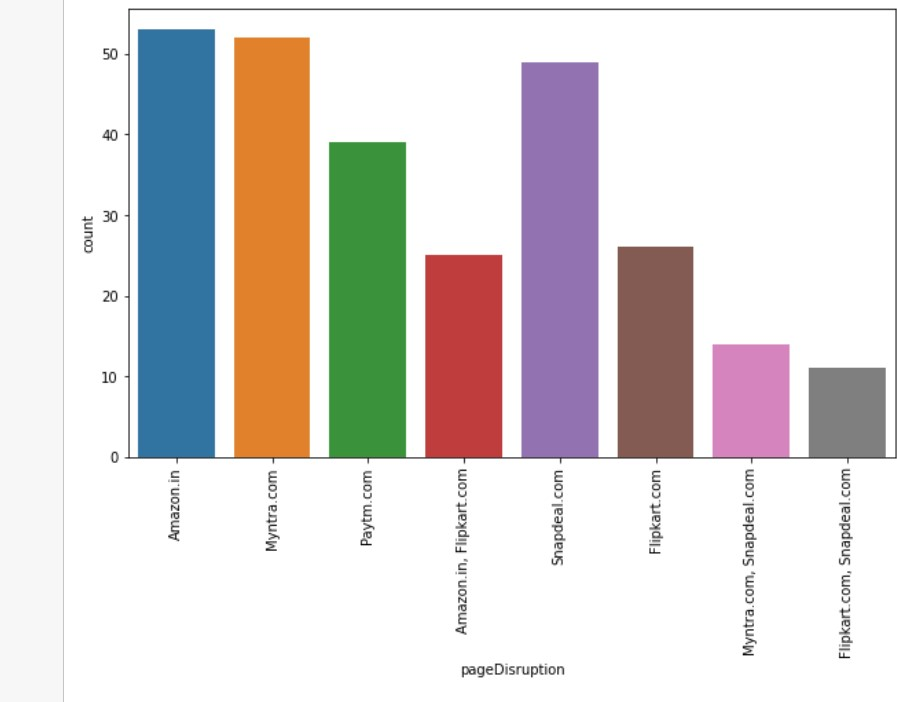 50
40
30
20
10
0
count
Amazon.in
Myntra.com
Paytm.com
Amazon.in, Flipkart.com
Snapdeal.com
Flipkart.com
Myntra.com, Snapdeal.com
Flipkart.com, Snapdeal.com
pageDisruption